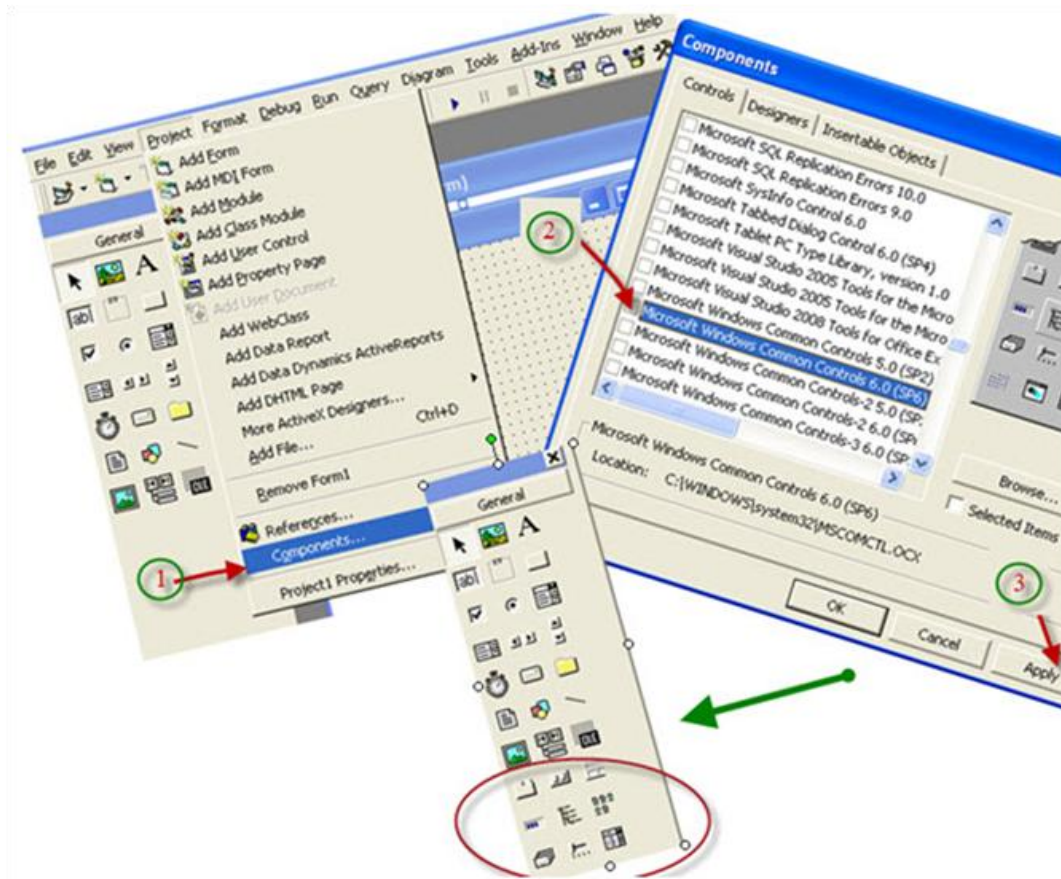 File Edit View Project Format Debug Run Query Diagram Tools Add-Ins Window Help
General
A
ab|
Add Form
Add MDI Form
Add Module
Add Class Module
Add User Control
Add Property Page
Add User Document
Add WebClass
Add Data Report
Add Data Dynamics ActiveReports
Add DHTML Page
More ActiveX Designers...
Add File... Ctrl+D
Remove Form1
References...
Components...
Project1 Properties...
1
2
Components
Controls Designers Insertable Objects
Microsoft SQL Replication Errors 10.0
Microsoft SQL Replication Errors 9.0
Microsoft SysInfo Control 6.0
Microsoft Tabbed Dialog Control 6.0 (SP4)
Microsoft Tablet PC Type Library, version 1.0
Microsoft Visual Studio 2005 Tools for the Micro
Microsoft Visual Studio 2005 Tools for the Micro
Microsoft Visual Studio 2008 Tools for Office Ex
Microsoft Windows Common Controls 5.0 (SP2)
Microsoft Windows Common Controls 6.0 (SP6)
Microsoft Windows Common Controls-2 5.0 (SP
Microsoft Windows Common Controls-2 6.0 (SP
Microsoft Windows Common Controls-3 6.0 (SP
Microsoft Windows Common Controls 6.0 (SP6)
Location: C:\WINDOWS\system32\MSCOMCTL.OCX
Browse...
Selected Items
3
OK Cancel Apply
General
A
ab|